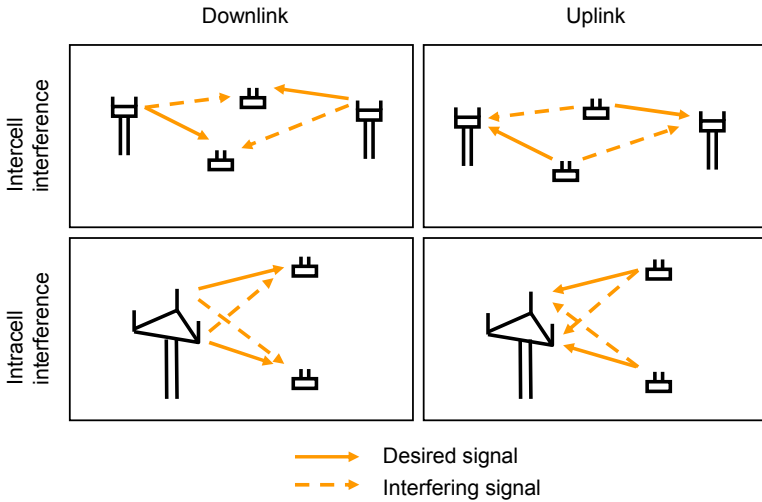 Downlink
Uplink
Intercell
interference
Intracell
interference
Desired signal
Interfering signal